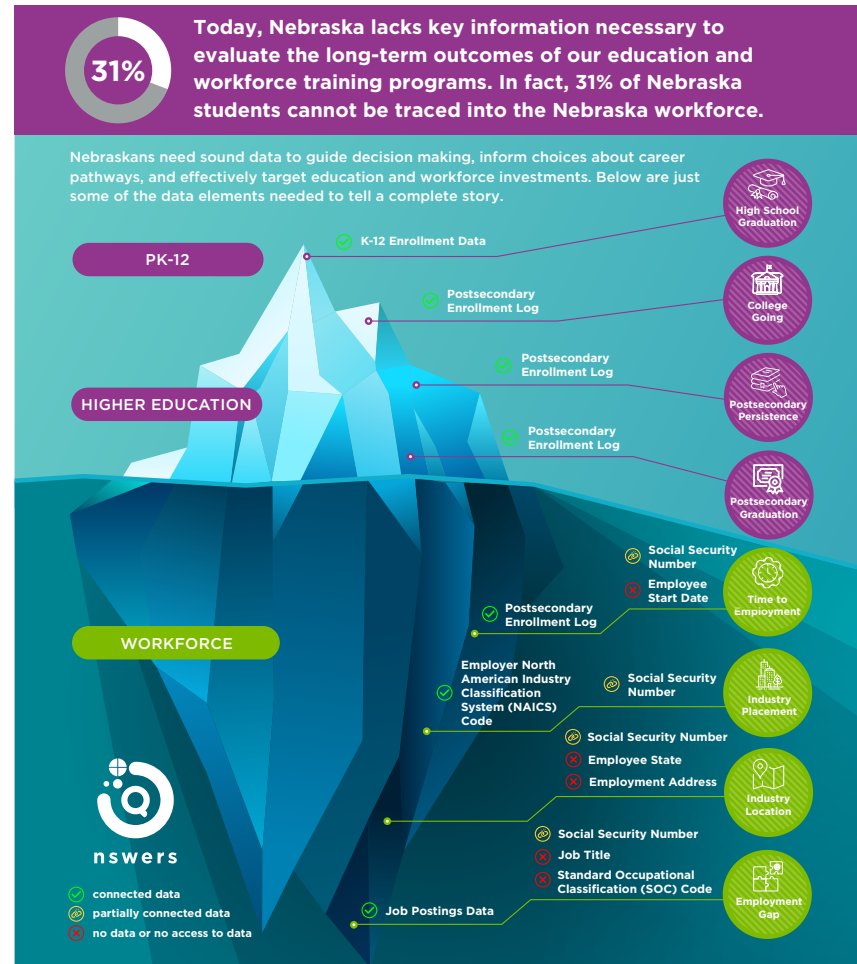 31%
Today, Nebraska lacks key information necessary to
evaluate the long-term outcomes of our education and
workforce training programs. In fact, 31% of Nebraska
students cannot be traced into the Nebraska workforce.
Nebraskans need sound data to guide decision making, inform choices about career
pathways, and effectively target education and workforce investments. Below are just
some of the data elements needed to tell a complete story.
PK-12
K-12 Enrollment Data
High School
Graduation
Postsecondary
Enrollment Log
College
Going
HIGHER EDUCATION
Postsecondary
Enrollment Log
Postsecondary
Persistence
Postsecondary
Enrollment Log
Postsecondary
Graduation
WORKFORCE
Social Security
Number
Employee
Start Date
Postsecondary
Enrollment Log
Time to
Empioyment
Employer North
American Industry
Classification
System (NAICS)
Code
Social Security
Number
Industry
Placement
Social Security Number
Employee State
Employment Address
Industry
Location
Social Security Number
Job Title
Standard Occupational
Classification (SOC) Code
Job Postings Data
Employment
Gap
nswers
connected data
partially connected data
no data or no access to data